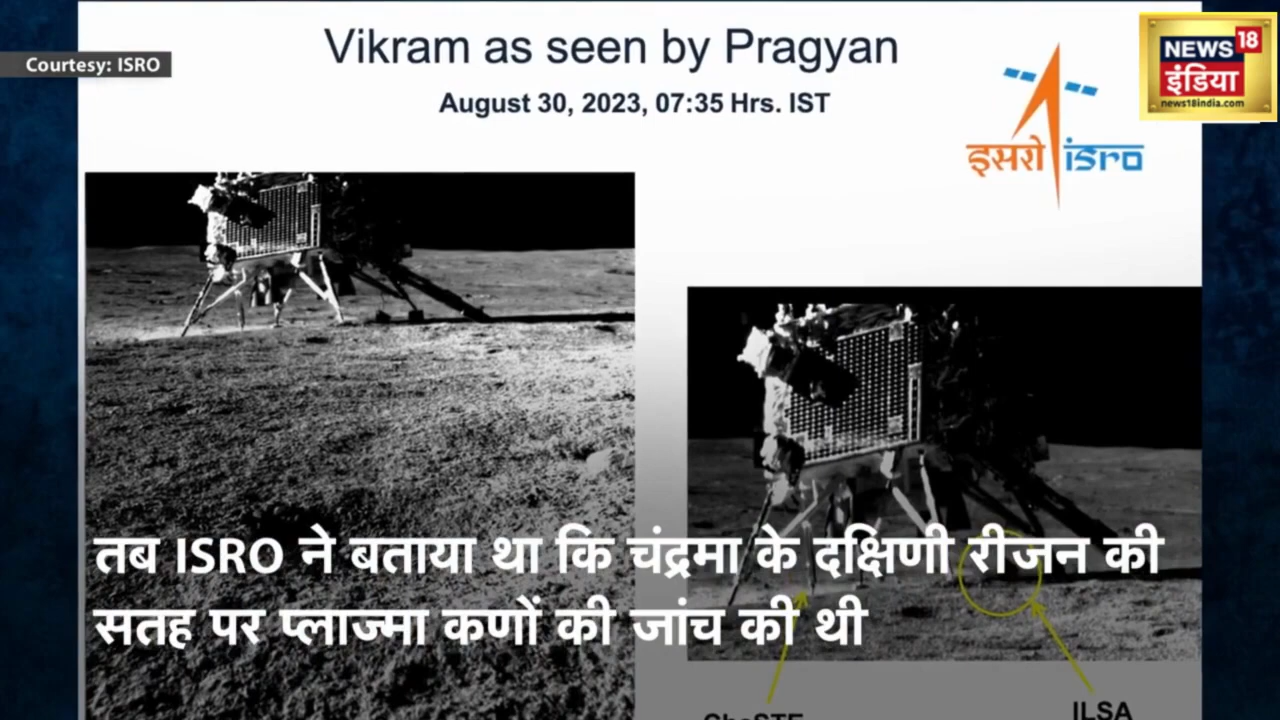 Vikram as seen by Pragyan
August 30, 2023, 07:35 Hrs. IST
Courtesy: ISRO
इसरो isro
NEWS 18
इंडिया
news18india.com
तब ISRO ने बताया था कि चंद्रमा के दक्षिणी रीजन की
सतह पर प्लाज्मा कणों की जांच की थी
ChaSTE
ILSA